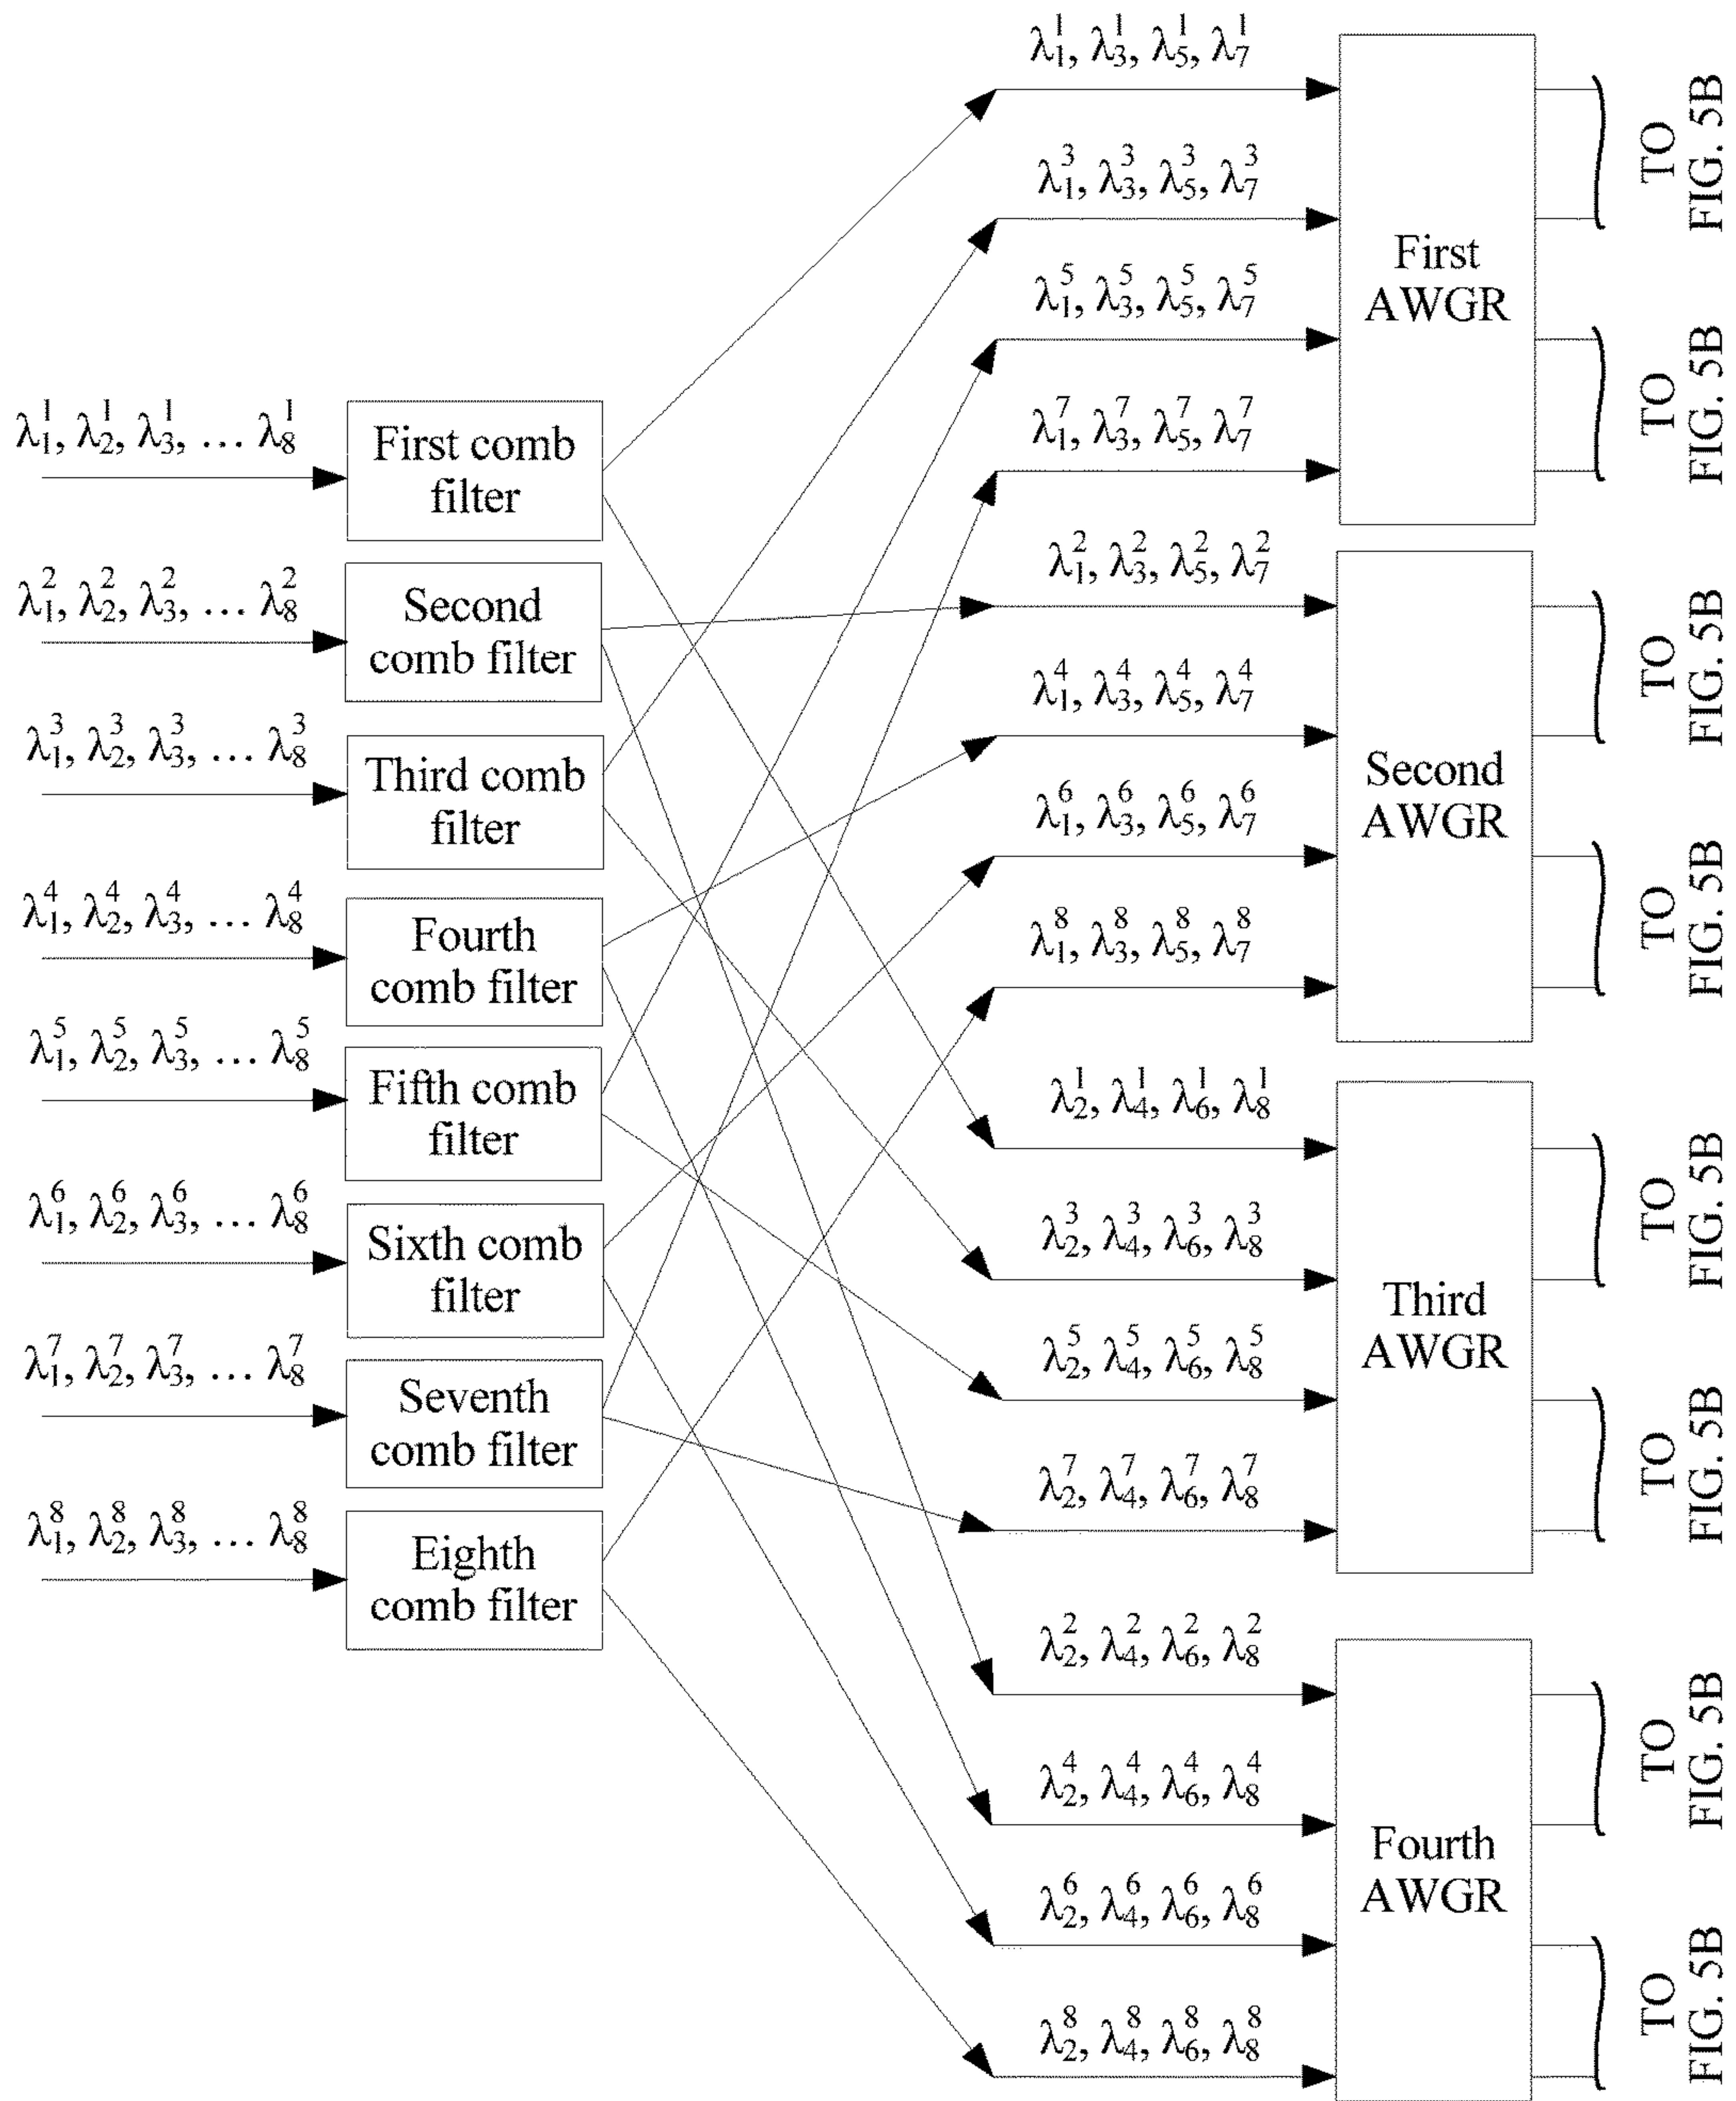 λ₁¹, λ₃¹, λ₅¹, λ₇¹
λ₁³, λ₃³, λ₅³, λ₇³
λ₁⁵, λ₃⁵, λ₅⁵, λ₇⁵
λ₁⁷, λ₃⁷, λ₅⁷, λ₇⁷
First
AWGR
TO
FIG. 5B
TO
FIG. 5B
λ₁¹, λ₂¹, λ₃¹, … λ₈¹
First comb
filter
λ₁², λ₂², λ₃², … λ₈²
Second
comb filter
λ₁³, λ₂³, λ₃³, … λ₈³
Third comb
filter
λ₁⁴, λ₂⁴, λ₃⁴, … λ₈⁴
Fourth
comb filter
λ₁⁵, λ₂⁵, λ₃⁵, … λ₈⁵
Fifth comb
filter
λ₁⁶, λ₂⁶, λ₃⁶, … λ₈⁶
Sixth comb
filter
λ₁⁷, λ₂⁷, λ₃⁷, … λ₈⁷
Seventh
comb filter
λ₁⁸, λ₂⁸, λ₃⁸, … λ₈⁸
Eighth
comb filter
λ₁², λ₃², λ₅², λ₇²
λ₁⁴, λ₃⁴, λ₅⁴, λ₇⁴
λ₁⁶, λ₃⁶, λ₅⁶, λ₇⁶
λ₁⁸, λ₃⁸, λ₅⁸, λ₇⁸
Second
AWGR
TO
FIG. 5B
TO
FIG. 5B
λ₂¹, λ₄¹, λ₆¹, λ₈¹
λ₂³, λ₄³, λ₆³, λ₈³
λ₂⁵, λ₄⁵, λ₆⁵, λ₈⁵
λ₂⁷, λ₄⁷, λ₆⁷, λ₈⁷
Third
AWGR
TO
FIG. 5B
TO
FIG. 5B
λ₂², λ₄², λ₆², λ₈²
λ₂⁴, λ₄⁴, λ₆⁴, λ₈⁴
λ₂⁶, λ₄⁶, λ₆⁶, λ₈⁶
λ₂⁸, λ₄⁸, λ₆⁸, λ₈⁸
Fourth
AWGR
TO
FIG. 5B
TO
FIG. 5B